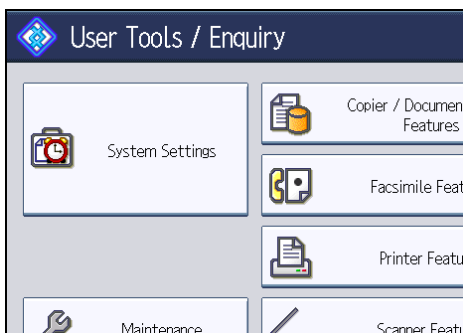 User Tools / Enquiry
System Settings
Copier / Documen
Features
Facsimile Feat
Printer Featu
Maintenance
Scanner Featu